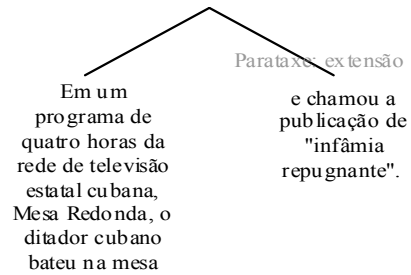 Parataxe: extensão
Em um
programa de
quatro horas da
rede de televisão
estatal cubana,
Mesa Redonda, o
ditador cubano
bateu na mesa
e chamou a
publicação de
"infâmia
repugnante".